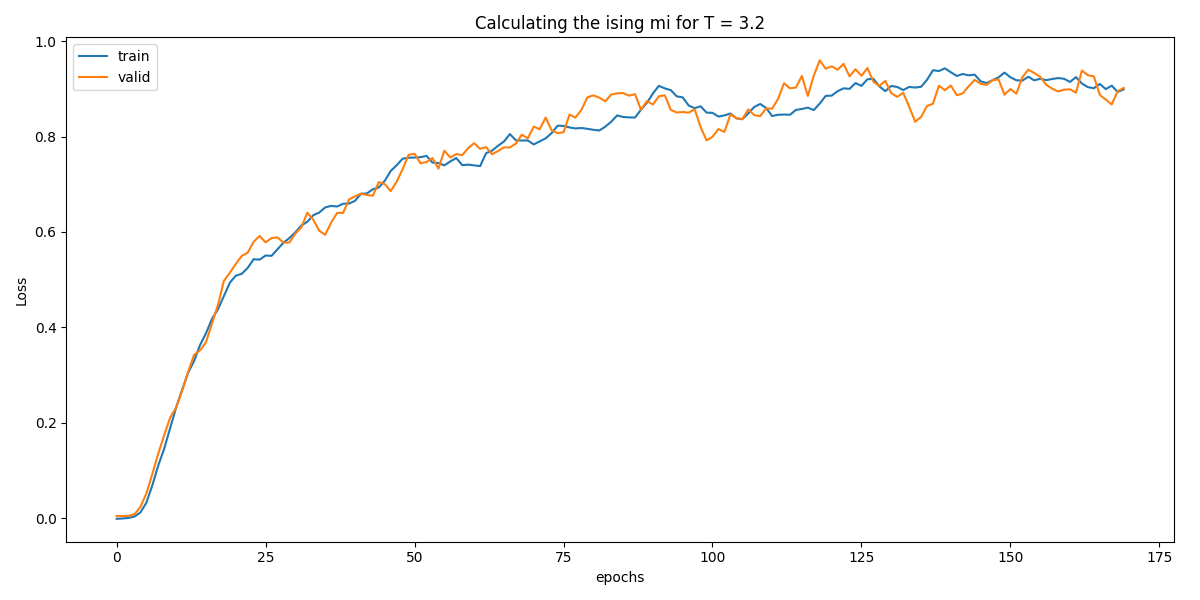 Calculating the ising mi for T = 3.2
train
valid
Loss
1.0
0.8
0.6
0.4
0.2
0.0
0 25 50 75 100 125 150 175
epochs